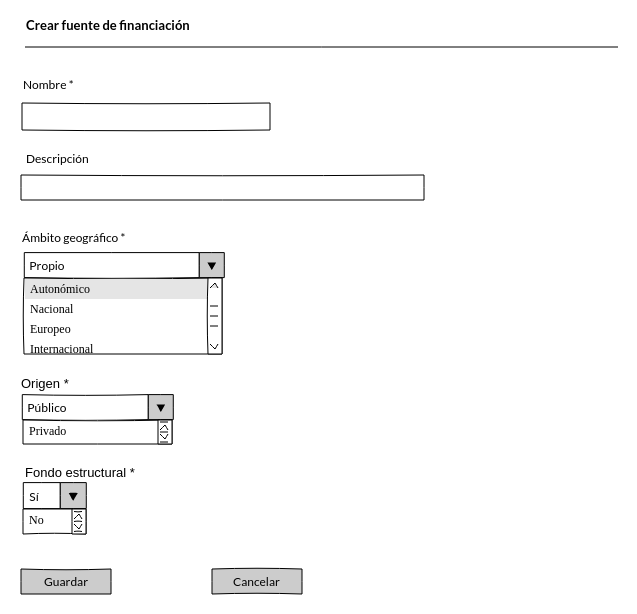 Crear fuente de financiación
Nombre *
Descripción
Ámbito geográfico *
Propio
Autonómico
Nacional
Europeo
Internacional
Origen *
Público
Privado
Fondo estructural *
Sí
No
Guardar Cancelar